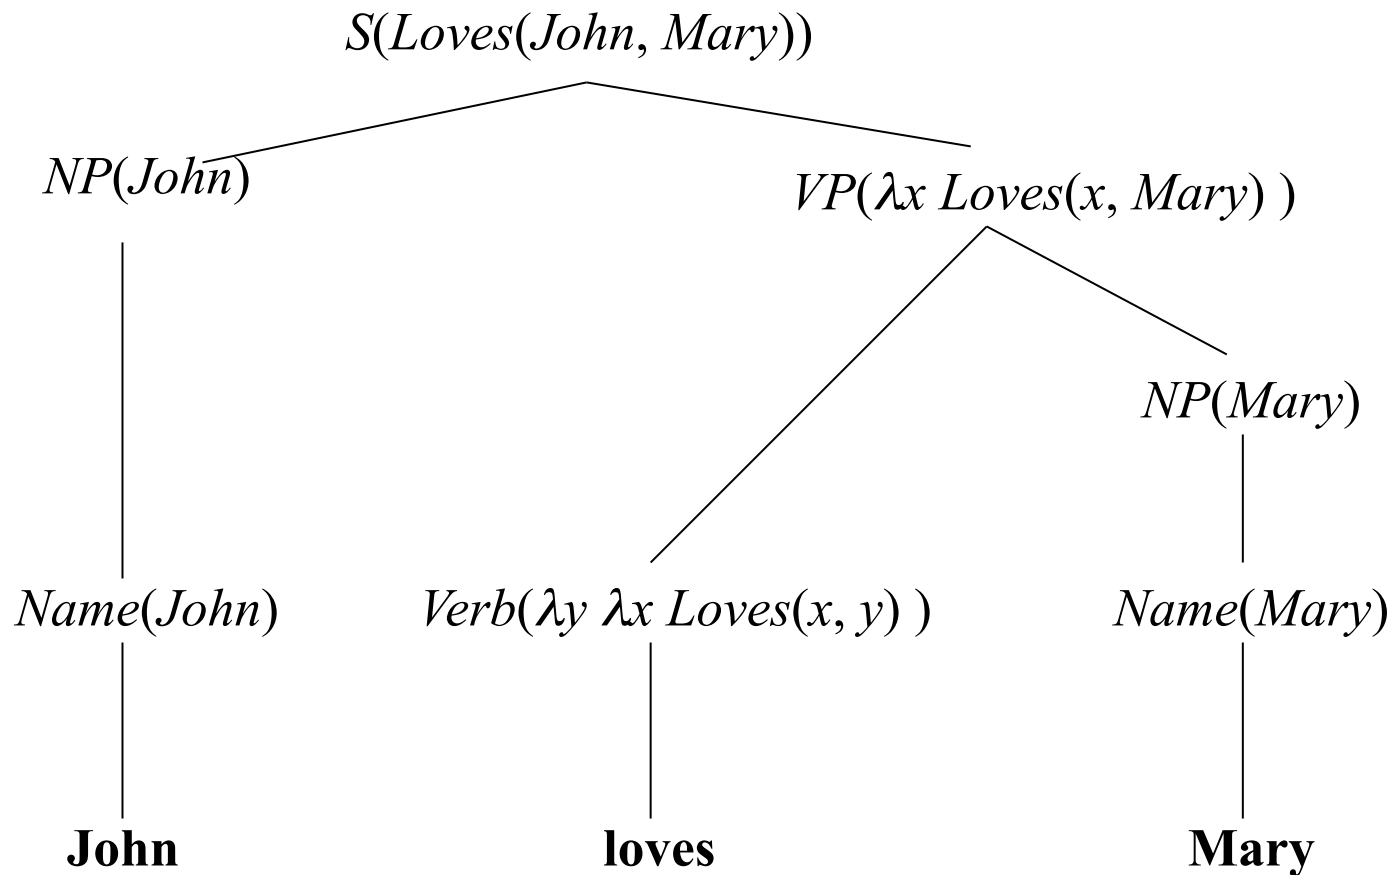 S(Loves(John, Mary))
NP(John)
VP(λx Loves(x, Mary) )
NP(Mary)
Name(John) Verb(λy λx Loves(x, y) ) Name(Mary)
John loves Mary